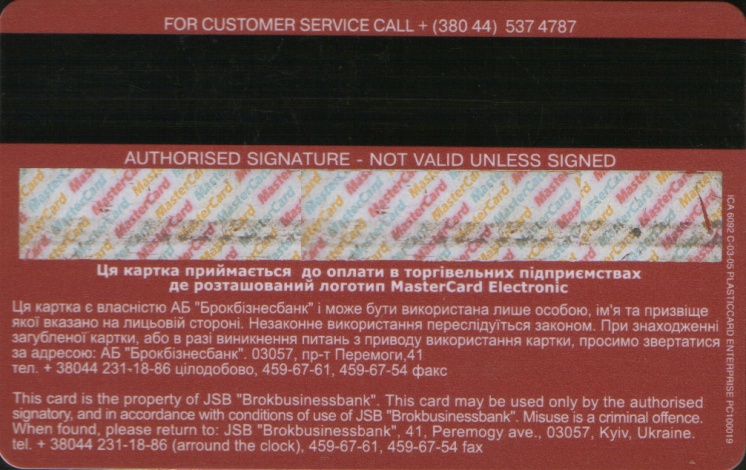 FOR CUSTOMER SERVICE CALL + (380 44) 537 4787
AUTHORISED SIGNATURE - NOT VALID UNLESS SIGNED
Ця картка приймається до оплати в торгівельних підприємствах
де розташований логотип MasterCard Electronic
Ця картка є власністю АБ "Брокбізнесбанк" і може бути використана лише особою, ім'я та призвіще
якої вказано на лицьовій стороні. Незаконне використання переслідуїться законом. При знаходженні
загубленої картки, або в разі виникнення питань з приводу використання картки, просимо звертатися
за адресою: АБ "Брокбізнесбанк". 03057, пр-т Перемоги,41
тел. + 38044 231-18-86 цілодобово, 459-67-61, 459-67-54 факс
This card is the property of JSB "Brokbusinessbank". This card may be used only by the authorised
signatory, and in accordance with conditions of use of JSB "Brokbusinessbank". Misuse is a criminal offence.
When found, please return to: JSB "Brokbusinessbank". 41, Peremogy ave., 03057, Kyiv, Ukraine.
tel. + 38044 231-18-86 (arround the clock), 459-67-61, 459-67-54 fax
ICA 6092 C-03-05 PLASTICCARD ENTERPRISE PC100019